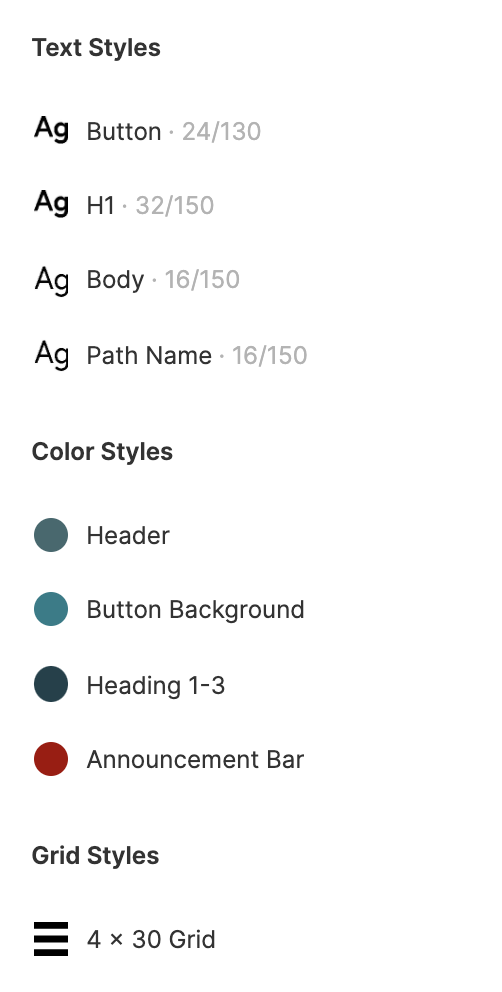 Text Styles
Ag Button · 24/130
Ag H1 · 32/150
Ag Body · 16/150
Ag Path Name · 16/150
Color Styles
Header
Button Background
Heading 1-3
Announcement Bar
Grid Styles
4 × 30 Grid